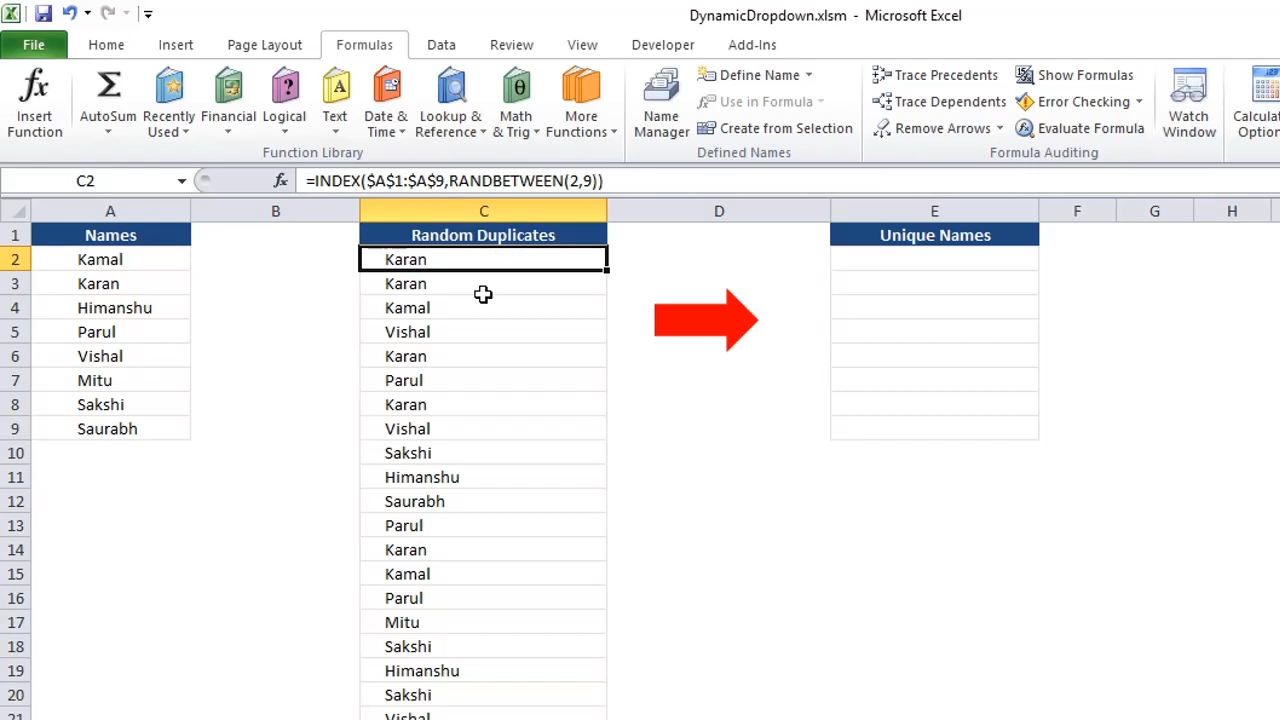 DynamicDropdown.xlsm - Microsoft Excel
File Home Insert Page Layout Formulas Data Review View Developer Add-Ins
fx Insert Function
Σ AutoSum
Recently Used
Financial
Logical
Text
Date & Time
Lookup & Reference
Math & Trig
More Functions
Function Library
Name Manager
Define Name
Use in Formula
Create from Selection
Defined Names
Trace Precedents
Trace Dependents
Remove Arrows
Show Formulas
Error Checking
Evaluate Formula
Formula Auditing
Watch Window
C2 fx =INDEX($A$1:$A$9,RANDBETWEEN(2,9))
A B C D E F G H
1 Names Random Duplicates Unique Names
2 Kamal Karan
3 Karan Karan
4 Himanshu Kamal
5 Parul Vishal
6 Vishal Karan
7 Mitu Parul
8 Sakshi Karan
9 Saurabh Vishal
10 Sakshi
11 Himanshu
12 Saurabh
13 Parul
14 Karan
15 Kamal
16 Parul
17 Mitu
18 Sakshi
19 Himanshu
20 Sakshi
21 Vishal